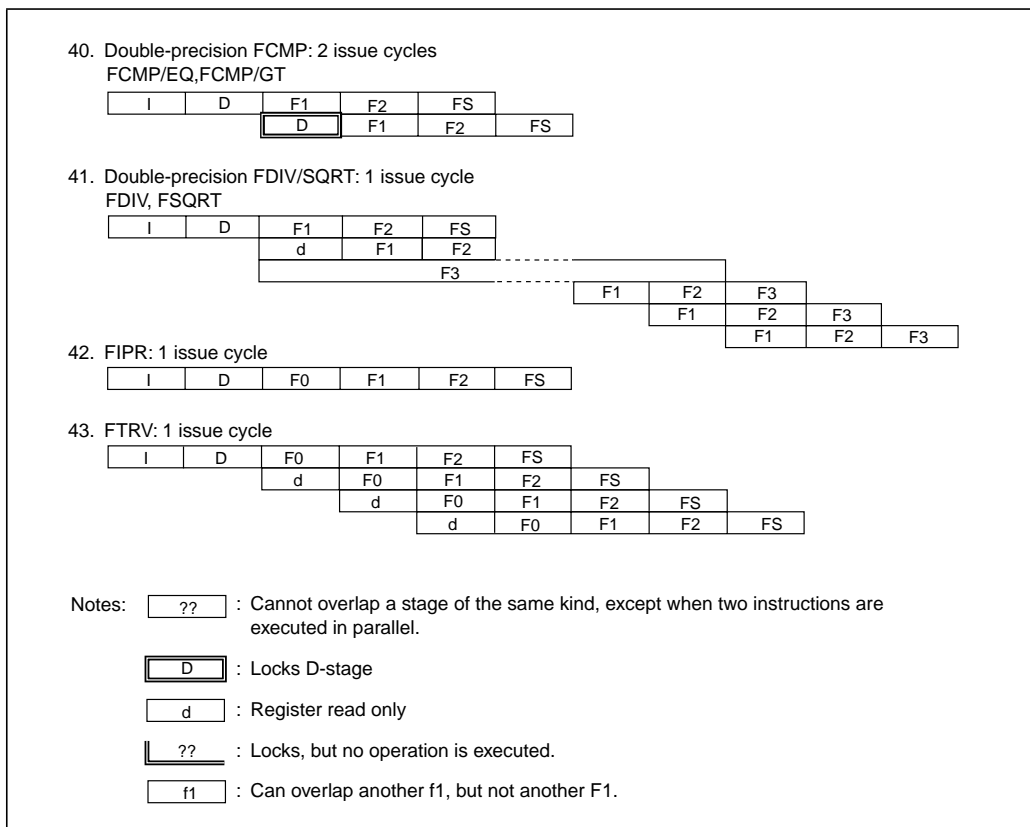 40. Double-precision FCMP: 2 issue cycles
FCMP/EQ,FCMP/GT
I D F1 F2 FS
D F1 F2 FS
41. Double-precision FDIV/SQRT: 1 issue cycle
FDIV, FSQRT
I D F1 F2 FS
d F1 F2
F3
F1 F2 F3
F1 F2 F3
F1 F2 F3
42. FIPR: 1 issue cycle
I D F0 F1 F2 FS
43. FTRV: 1 issue cycle
I D F0 F1 F2 FS
d F0 F1 F2 FS
d F0 F1 F2 FS
d F0 F1 F2 FS
Notes: ?? : Cannot overlap a stage of the same kind, except when two instructions are
executed in parallel.
D : Locks D-stage
d : Register read only
?? : Locks, but no operation is executed.
f1 : Can overlap another f1, but not another F1.